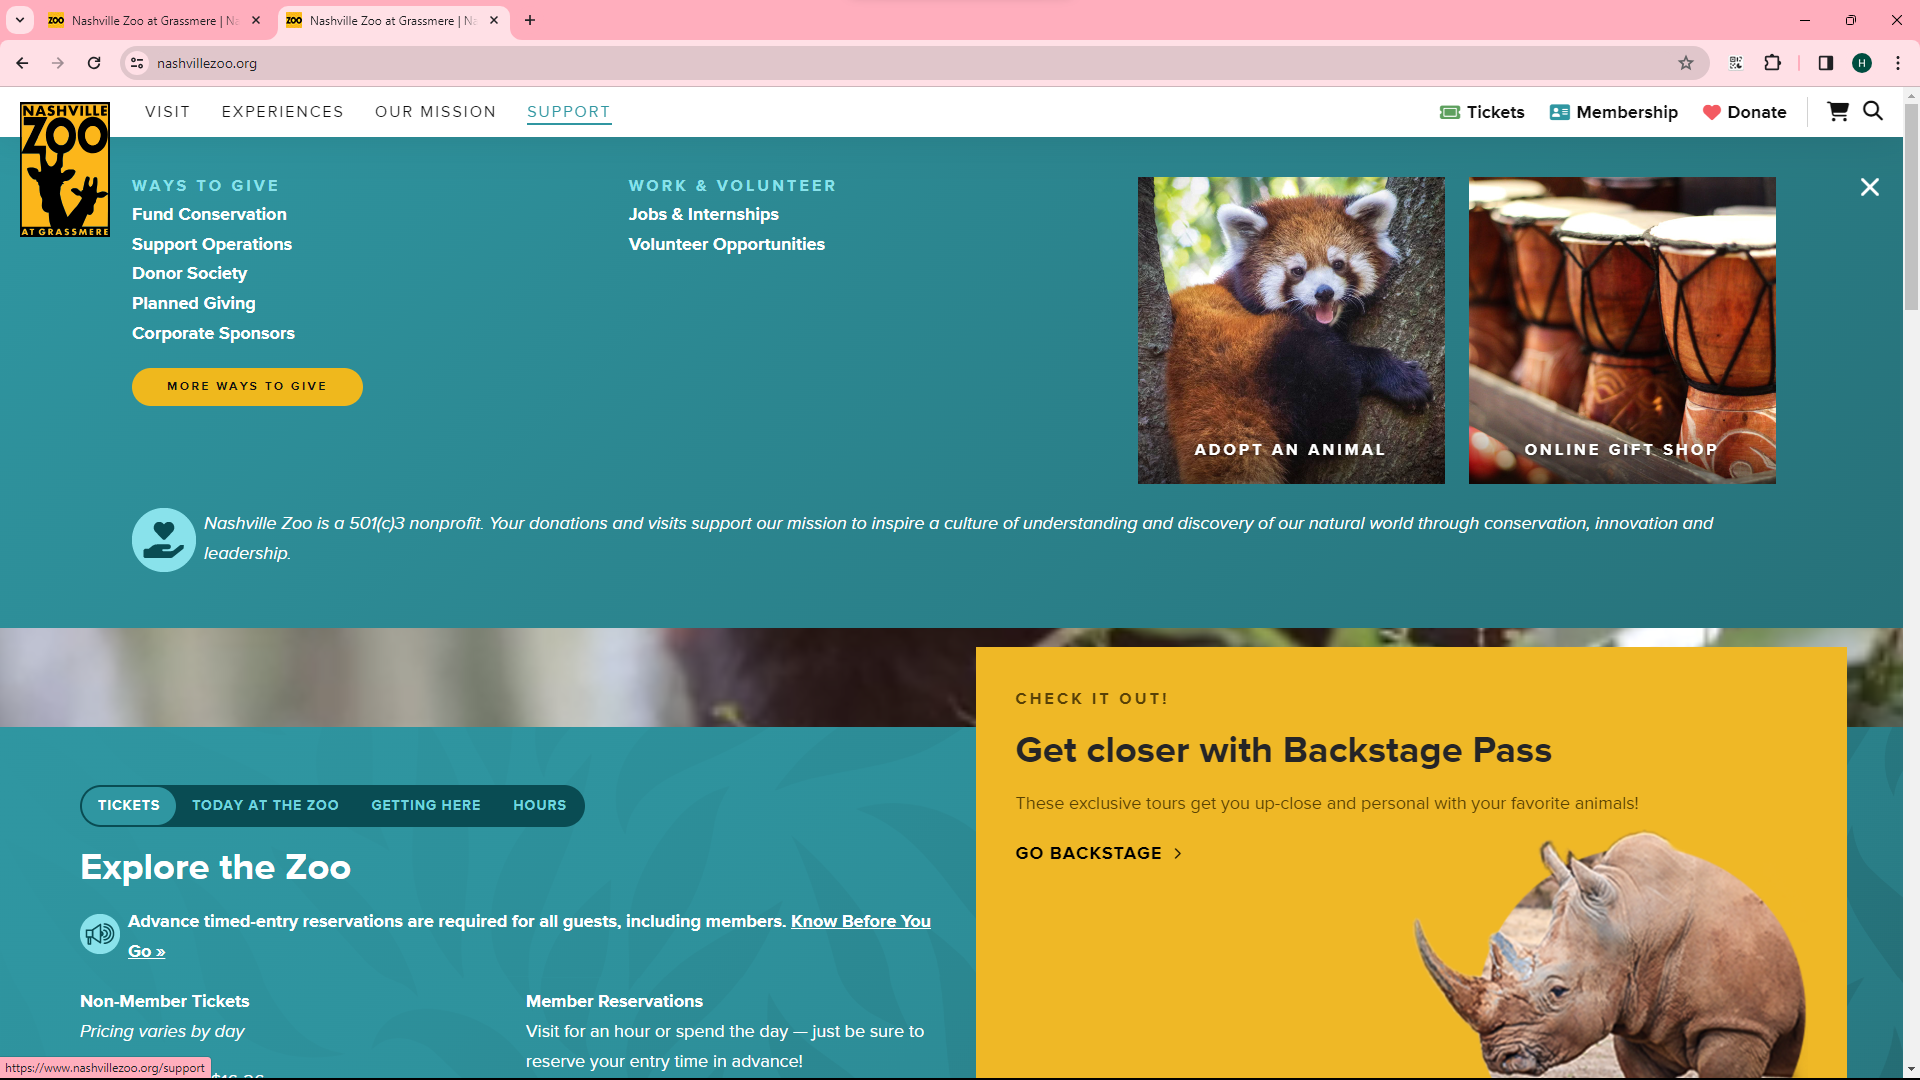 Nashville Zoo at Grassmere | Na
Nashville Zoo at Grassmere | Na
nashvillezoo.org
H
NASHVILLE
ZOO
AT GRASSMERE
VISIT
EXPERIENCES
OUR MISSION
SUPPORT
Tickets
Membership
Donate
WAYS TO GIVE
Fund Conservation
Support Operations
Donor Society
Planned Giving
Corporate Sponsors
MORE WAYS TO GIVE
WORK & VOLUNTEER
Jobs & Internships
Volunteer Opportunities
ADOPT AN ANIMAL
ONLINE GIFT SHOP
Nashville Zoo is a 501(c)3 nonprofit. Your donations and visits support our mission to inspire a culture of understanding and discovery of our natural world through conservation, innovation and
leadership.
CHECK IT OUT!
Get closer with Backstage Pass
These exclusive tours get you up-close and personal with your favorite animals!
GO BACKSTAGE >
TICKETS
TODAY AT THE ZOO
GETTING HERE
HOURS
Explore the Zoo
Advance timed-entry reservations are required for all guests, including members. Know Before You
Go »
Non-Member Tickets
Pricing varies by day
Member Reservations
Visit for an hour or spend the day — just be sure to
reserve your entry time in advance!
https://www.nashvillezoo.org/support